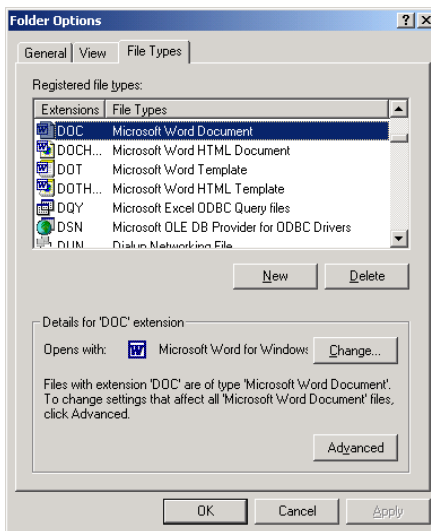 Folder Options
? X
General View File Types
Registered file types:
Extensions File Types
DOC Microsoft Word Document
DOCH... Microsoft Word HTML Document
DOT Microsoft Word Template
DOTH... Microsoft Word HTML Template
DQY Microsoft Excel ODBC Query files
DSN Microsoft OLE DB Provider for ODBC Drivers
DUN Dialup Networking File
New Delete
Details for 'DOC' extension
Opens with: W Microsoft Word for Windows Change...
Files with extension 'DOC' are of type 'Microsoft Word Document'.
To change settings that affect all 'Microsoft Word Document' files,
click Advanced.
Advanced
OK Cancel Apply